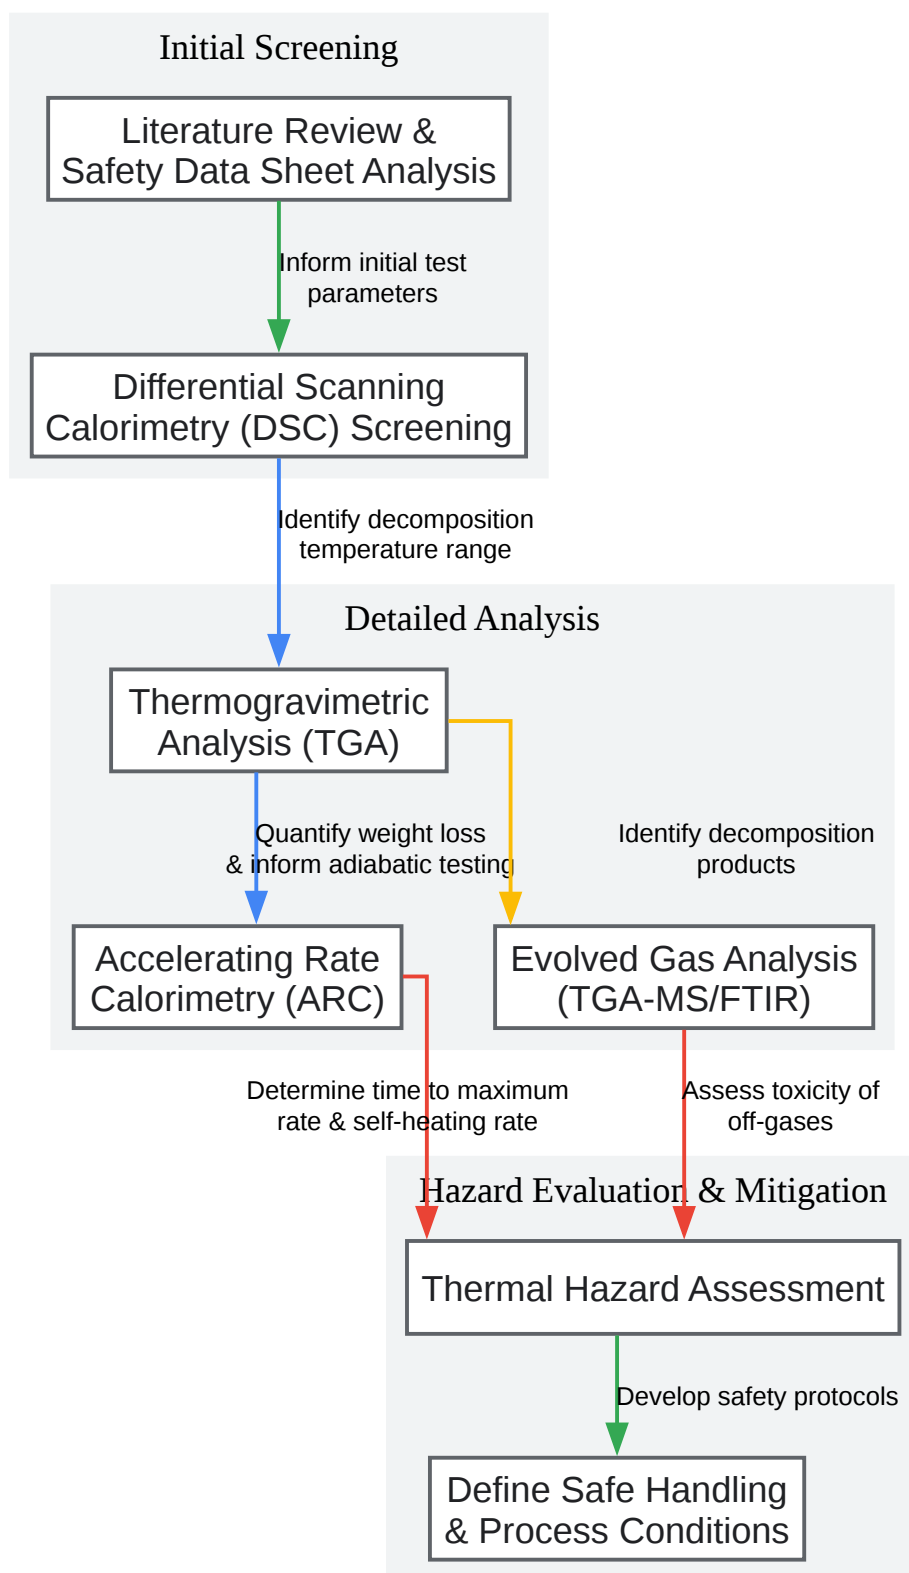 Initial Screening
Literature Review &
Safety Data Sheet Analysis
Inform initial test
parameters
Differential Scanning
Calorimetry (DSC) Screening
Identify decomposition
temperature range
Detailed Analysis
Thermogravimetric
Analysis (TGA)
Quantify weight loss
& inform adiabatic testing
Identify decomposition
products
Accelerating Rate
Calorimetry (ARC)
Evolved Gas Analysis
(TGA-MS/FTIR)
Determine time to maximum
rate & self-heating rate
Assess toxicity of
off-gases
Hazard Evaluation & Mitigation
Thermal Hazard Assessment
Develop safety protocols
Define Safe Handling
& Process Conditions